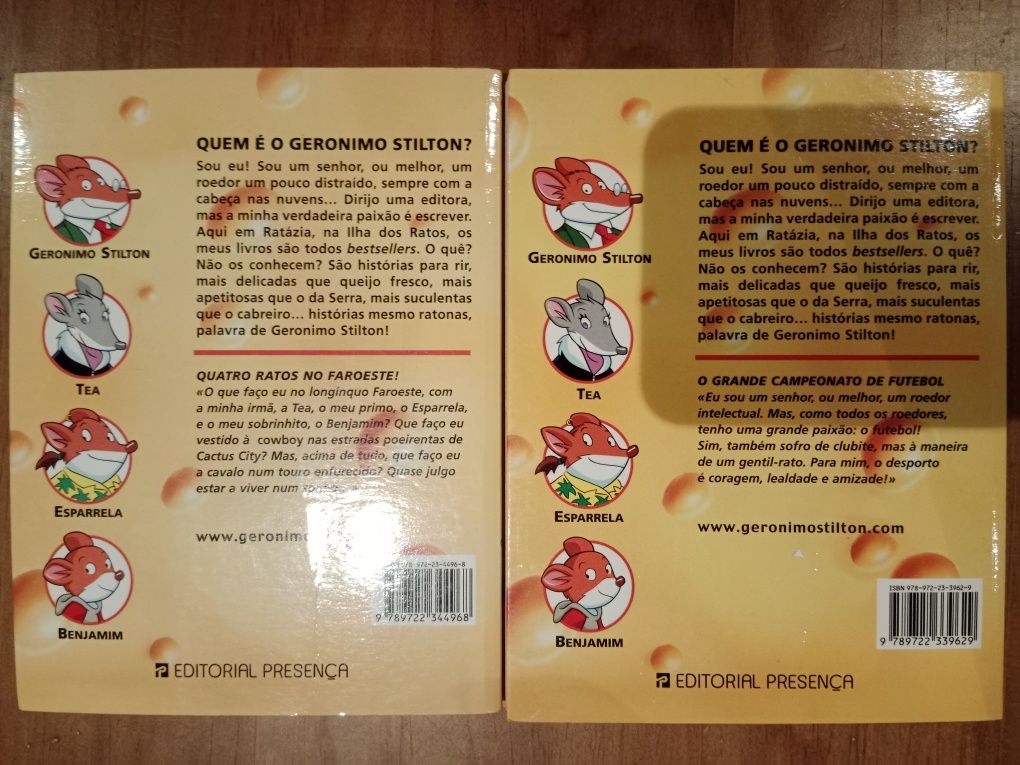 QUEM É O GERONIMO STILTON?
Sou eu! Sou um senhor, ou melhor, um
roedor um pouco distraído, sempre com a
cabeça nas nuvens... Dirijo uma editora,
mas a minha verdadeira paixão é escrever.
Aqui em Ratázia, na Ilha dos Ratos, os
meus livros são todos bestsellers. O quê?
Não os conhecem? São histórias para rir,
mais delicadas que queijo fresco, mais
apetitosas que o da Serra, mais suculentas
que o cabreiro... histórias mesmo ratonas,
palavra de Geronimo Stilton!
GERONIMO STILTON
TEA
ESPARRELA
BENJAMIM
QUATRO RATOS NO FAROESTE!
«O que faço eu no longínquo Faroeste, com
a minha irmã, a Tea, o meu primo, o Esparrela,
e o meu sobrinhito, o Benjamim? Que faço eu
vestido à cowboy nas estradas poeirentas de
Cactus City? Mas, acima de tudo, que faço eu
a cavalo num touro enfurecido? Quase julgo
estar a viver num
www.geronimo
978-972-23-4496-8
9 789722 344968
EDITORIAL PRESENÇA
QUEM É O GERONIMO STILTON?
Sou eu! Sou um senhor, ou melhor, um
roedor um pouco distraído, sempre com a
cabeça nas nuvens... Dirijo uma editora,
mas a minha verdadeira paixão é escrever.
Aqui em Ratázia, na Ilha dos Ratos, os
meus livros são todos bestsellers. O quê?
Não os conhecem? São histórias para rir,
mais delicadas que queijo fresco, mais
apetitosas que o da Serra, mais suculentas
que o cabreiro... histórias mesmo ratonas,
palavra de Geronimo Stilton!
GERONIMO STILTON
TEA
ESPARRELA
BENJAMIM
O GRANDE CAMPEONATO DE FUTEBOL
«Eu sou um senhor, ou melhor, um roedor
intelectual. Mas, como todos os roedores,
tenho uma grande paixão: o futebol!
Sim, também sofro de clubite, mas à maneira
de um gentil-rato. Para mim, o desporto
é coragem, lealdade e amizade!»
www.geronimostilton.com
ISBN 978-972-23-3962-9
9 789722 339629
EDITORIAL PRESENÇA